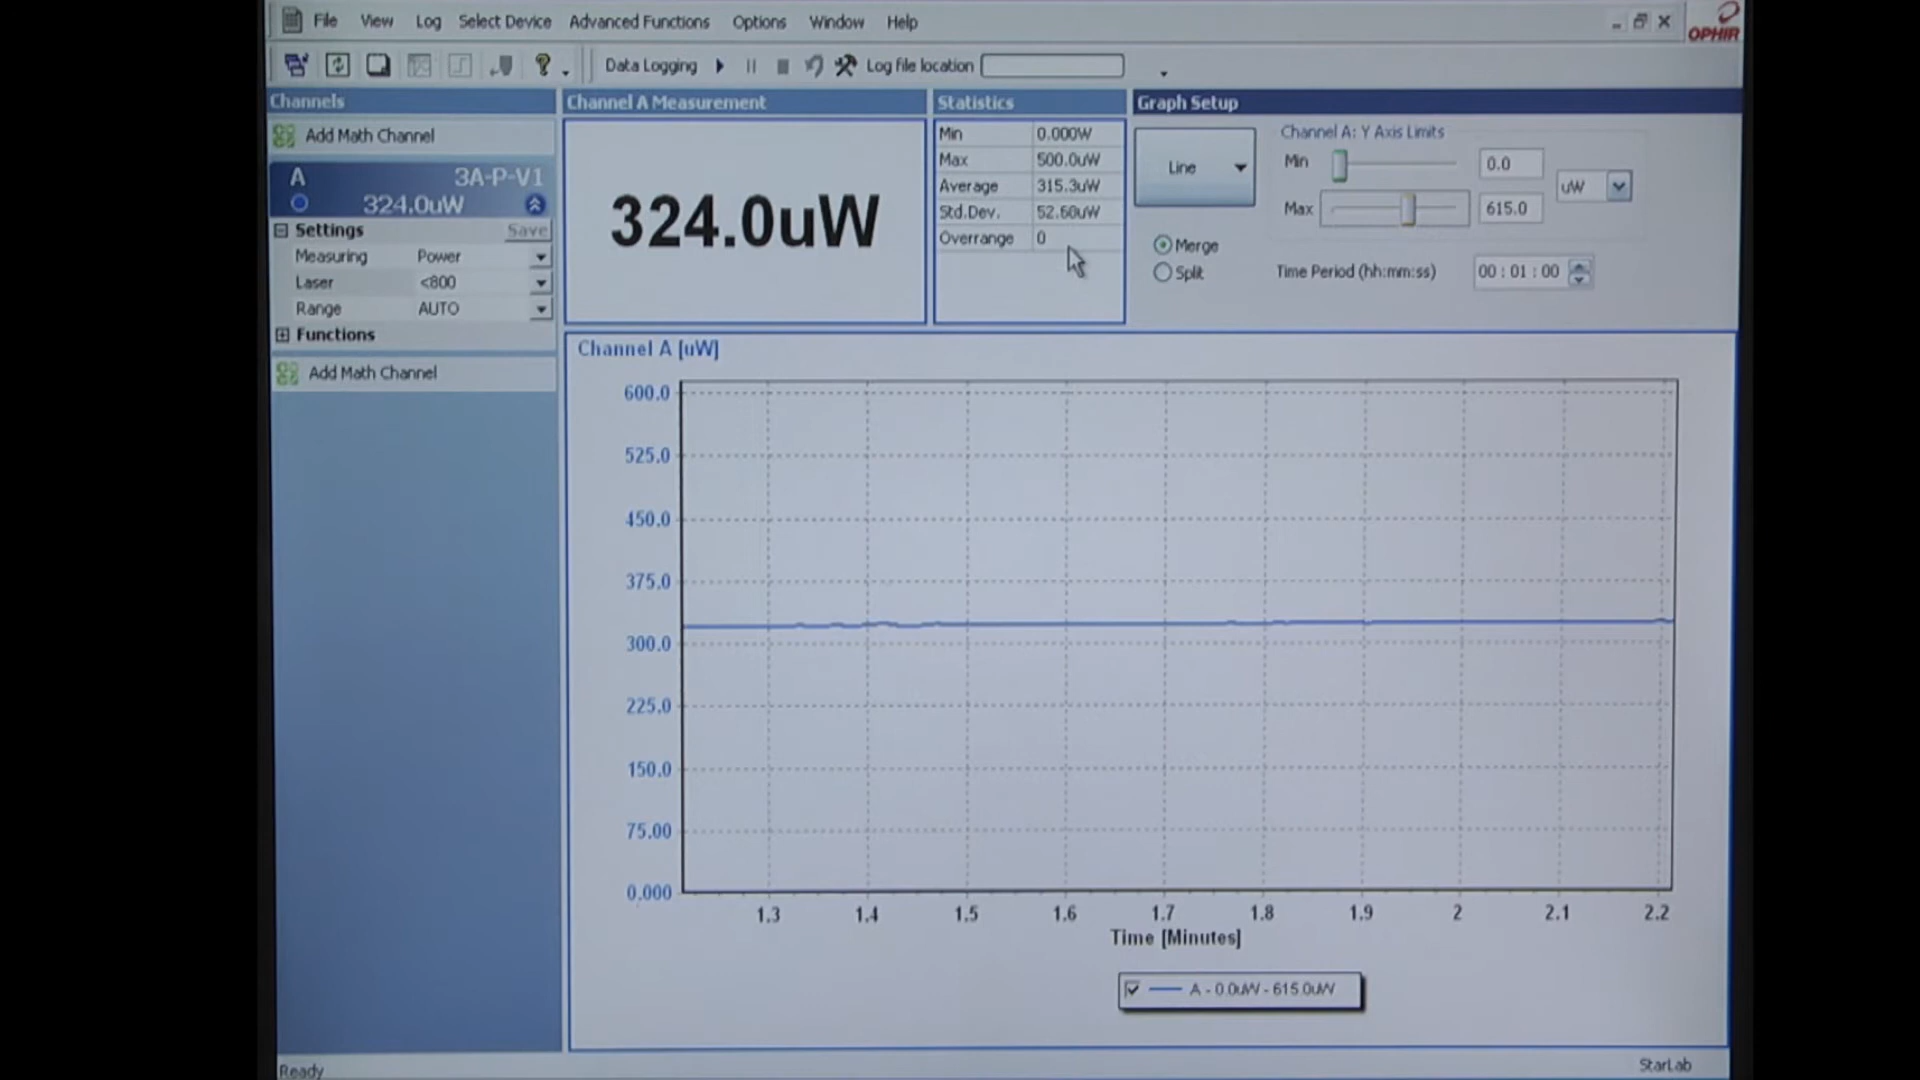 File View Log Select Device Advanced Functions Options Window Help
OPHIR
Data Logging Log file location
Channels
Add Math Channel
A 3A-P-V1
324.0uW
Settings Save
Measuring Power
Laser <800
Range AUTO
Functions
Add Math Channel
Channel A Measurement
324.0uW
Statistics
Min 0.000W
Max 500.0uW
Average 315.3uW
Std.Dev. 52.60uW
Overrange 0
Graph Setup
Line
Merge
Split
Channel A: Y Axis Limits
Min 0.0
uW
Max 615.0
Time Period (hh:mm:ss) 00 : 01 : 00
Channel A [uW]
600.0
525.0
450.0
375.0
300.0
225.0
150.0
75.00
0.000
1.3 1.4 1.5 1.6 1.7 1.8 1.9 2 2.1 2.2
Time [Minutes]
A - 0.0uW - 615.0uW
Ready
StarLab